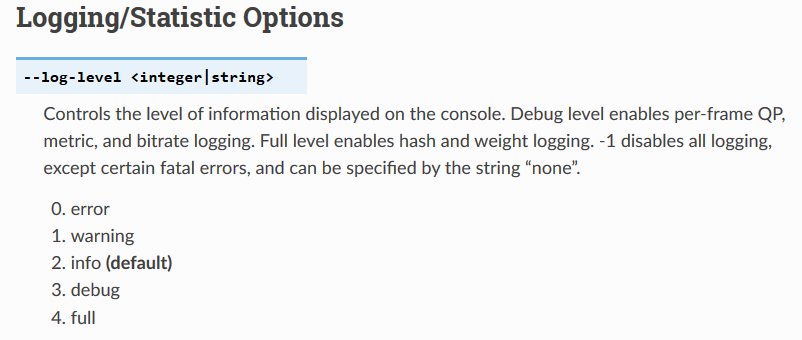 Logging/Statistic Options
--log-level <integer|string>
Controls the level of information displayed on the console. Debug level enables per-frame QP,
metric, and bitrate logging. Full level enables hash and weight logging. -1 disables all logging,
except certain fatal errors, and can be specified by the string “none”.
0. error
1. warning
2. info (default)
3. debug
4. full